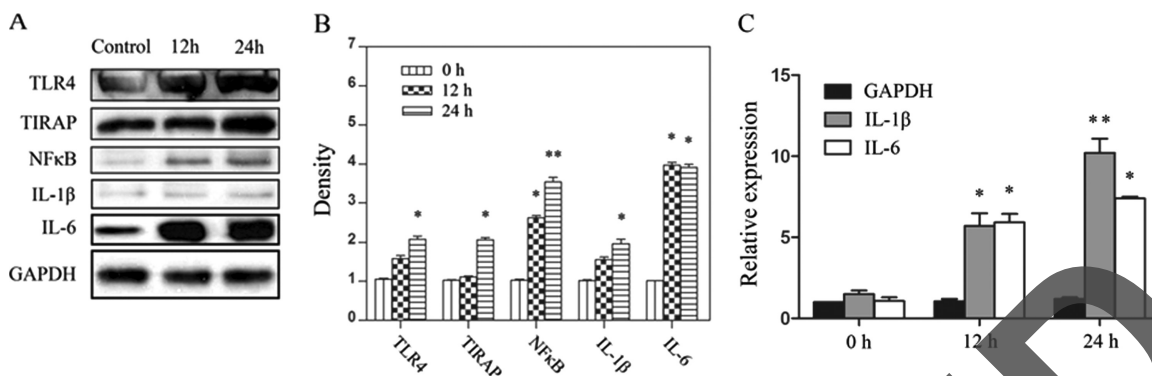 A
Control 12h 24h
TLR4
TIRAP
NFκB
IL-1β
IL-6
GAPDH
B
Density
7
6
5
4
3
2
1
0
0 h
12 h
24 h
*
*
*
**
*
*
*
TLR4
TIRAP
NFκB
IL-1β
IL-6
C
Relative expression
15
10
5
0
GAPDH
IL-1β
IL-6
*
*
**
*
0 h
12 h
24 h